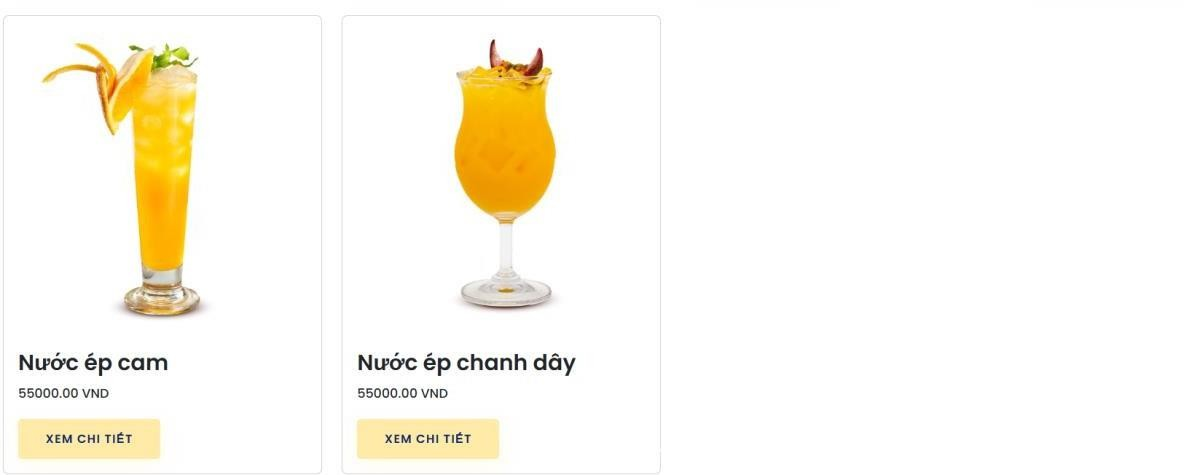 Nước ép cam
55000.00 VND
XEM CHI TIẾT
Nước ép chanh dây
55000.00 VND
XEM CHI TIẾT